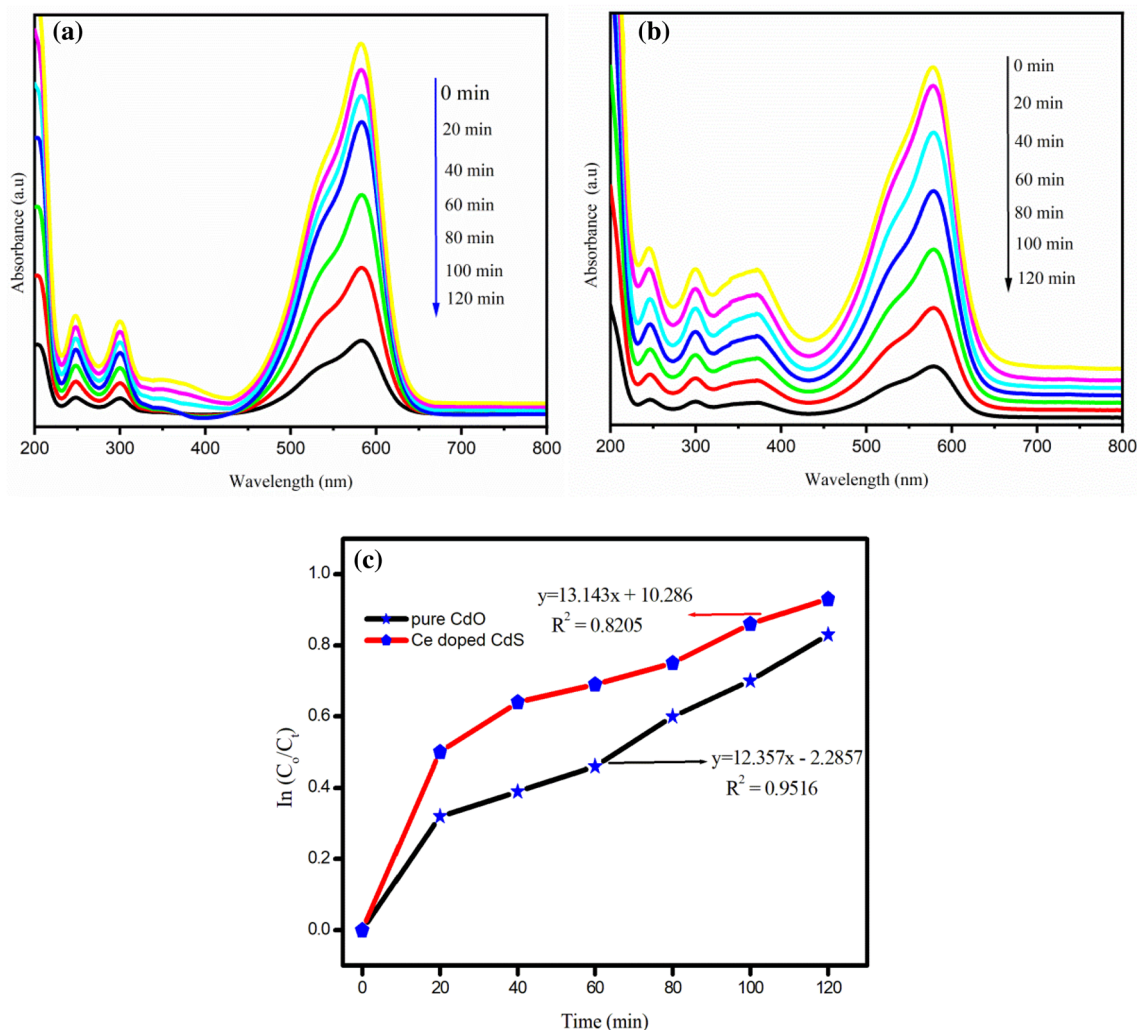 (a)
0 min
20 min
40 min
60 min
80 min
100 min
120 min
Absorbance (a.u)
200 300 400 500 600 700 800
Wavelength (nm)
(b)
0 min
20 min
40 min
60 min
80 min
100 min
120 min
Absorbance (a.u)
200 300 400 500 600 700 800
Wavelength (nm)
(c)
y=13.143x + 10.286
R² = 0.8205
pure CdO
Ce doped CdS
y=12.357x - 2.2857
R² = 0.9516
In (Cₒ/Cₜ)
1.0
0.8
0.6
0.4
0.2
0.0
0 20 40 60 80 100 120
Time (min)